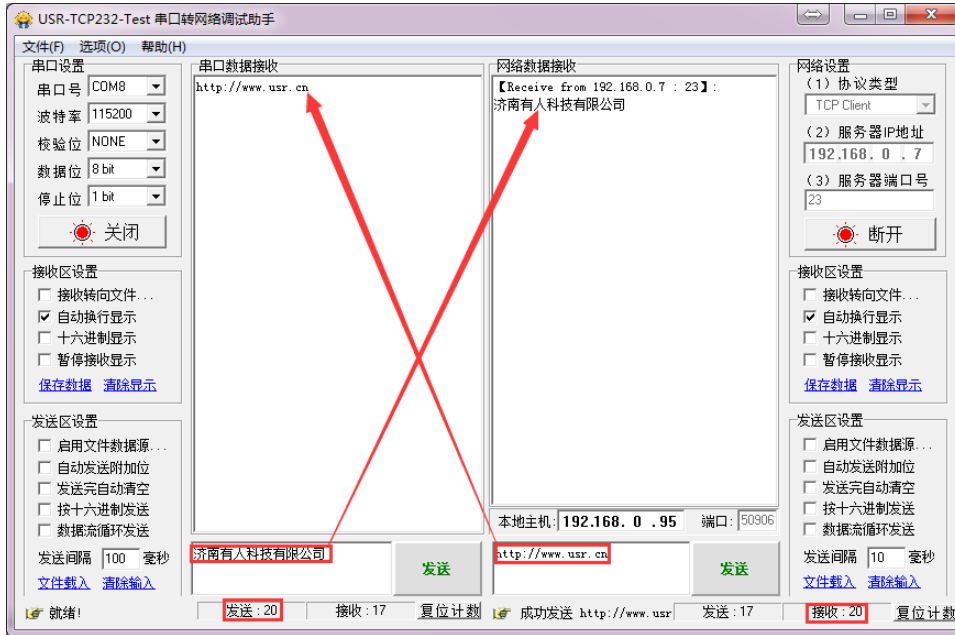 USR-TCP232-Test 串口转网络调试助手
文件(F) 选项(O) 帮助(H)
串口设置
串口号 COM8
波特率 115200
校验位 NONE
数据位 8 bit
停止位 1 bit
关闭
接收区设置
接收转向文件...
自动换行显示
十六进制显示
暂停接收显示
保存数据 清除显示
发送区设置
启用文件数据源...
自动发送附加位
发送完自动清空
按十六进制发送
数据流循环发送
发送间隔 100 毫秒
文件载入 清除输入
就绪!
串口数据接收
http://www.usr.cn
济南有人科技有限公司
发送
发送:20 接收:17 复位计数
网络数据接收
【Receive from 192.168.0.7 : 23】:
济南有人科技有限公司
本地主机: 192.168. 0 .95 端口: 50906
http://www.usr.cn
发送
成功发送 http://www.usr 发送:17 接收:20 复位计数
网络设置
(1) 协议类型
TCP Client
(2) 服务器IP地址
192.168. 0 . 7
(3) 服务器端口号
23
断开
接收区设置
接收转向文件...
自动换行显示
十六进制显示
暂停接收显示
保存数据 清除显示
发送区设置
启用文件数据源...
自动发送附加位
发送完自动清空
按十六进制发送
数据流循环发送
发送间隔 10 毫秒
文件载入 清除输入